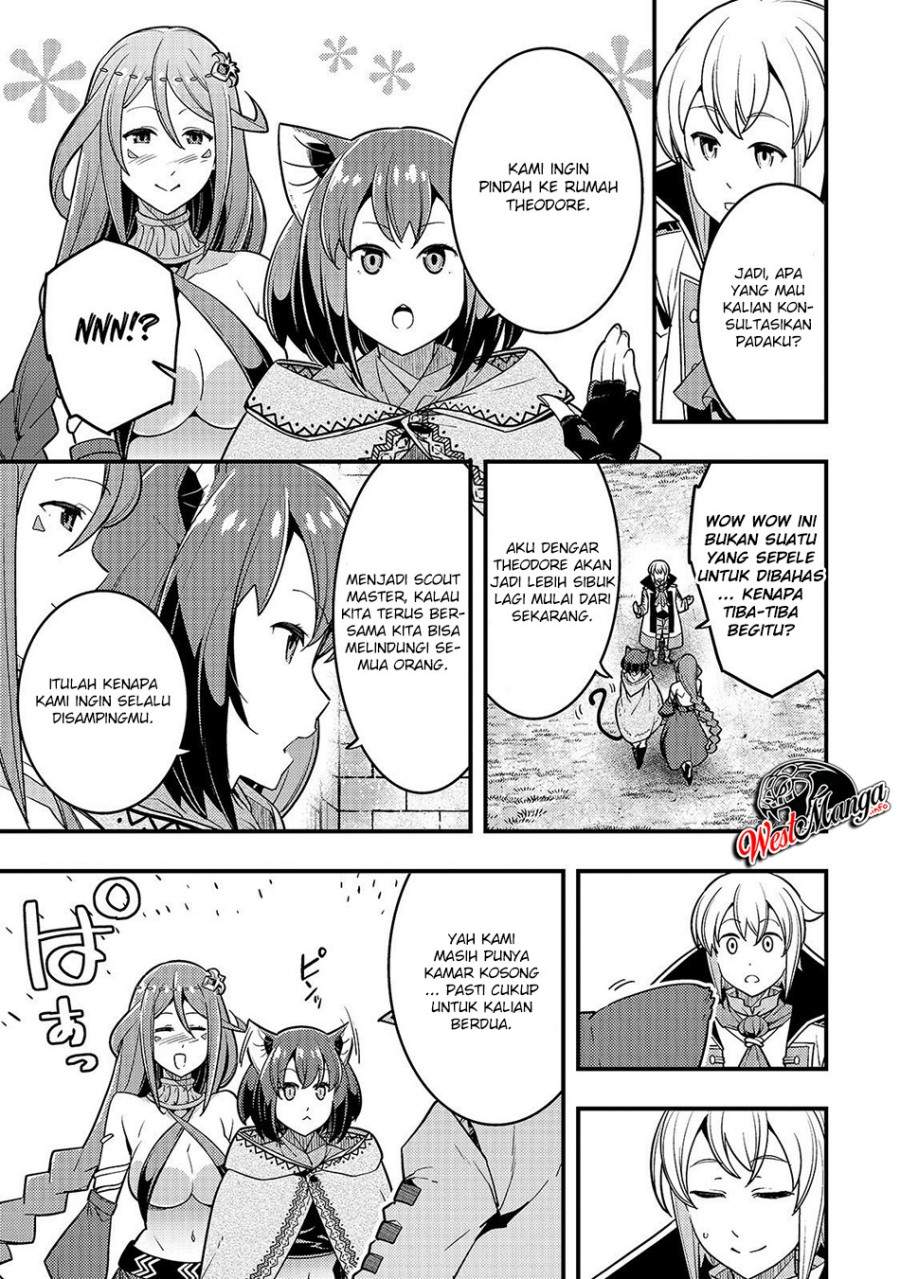 JADI, APA
YANG MAU
KALIAN KON-
SULTASIKAN
PADAKU?
KAMI INGIN
PINDAH KE RUMAH
THEODORE.
NNN!?
WOW WOW INI
BUKAN SUATU
YANG SEPELE
UNTUK DIBAHAS
... KENAPA
TIBA-TIBA
BEGITU?
AKU DENGAR
THEODORE AKAN
JADI LEBIH SIBUK
LAGI MULAI DARI
SEKARANG.
MENJADI SCOUT
MASTER, KALAU
KITA TERUS BER-
SAMA KITA BISA
MELINDUNGI SE-
MUA ORANG.
ITULAH KENAPA
KAMI INGIN SELALU
DISAMPINGMU.
WestManga
.info
YAH KAMI
MASIH PUNYA
KAMAR KOSONG
... PASTI CUKUP
UNTUK KALIAN
BERDUA.
ピン
ぱあっ